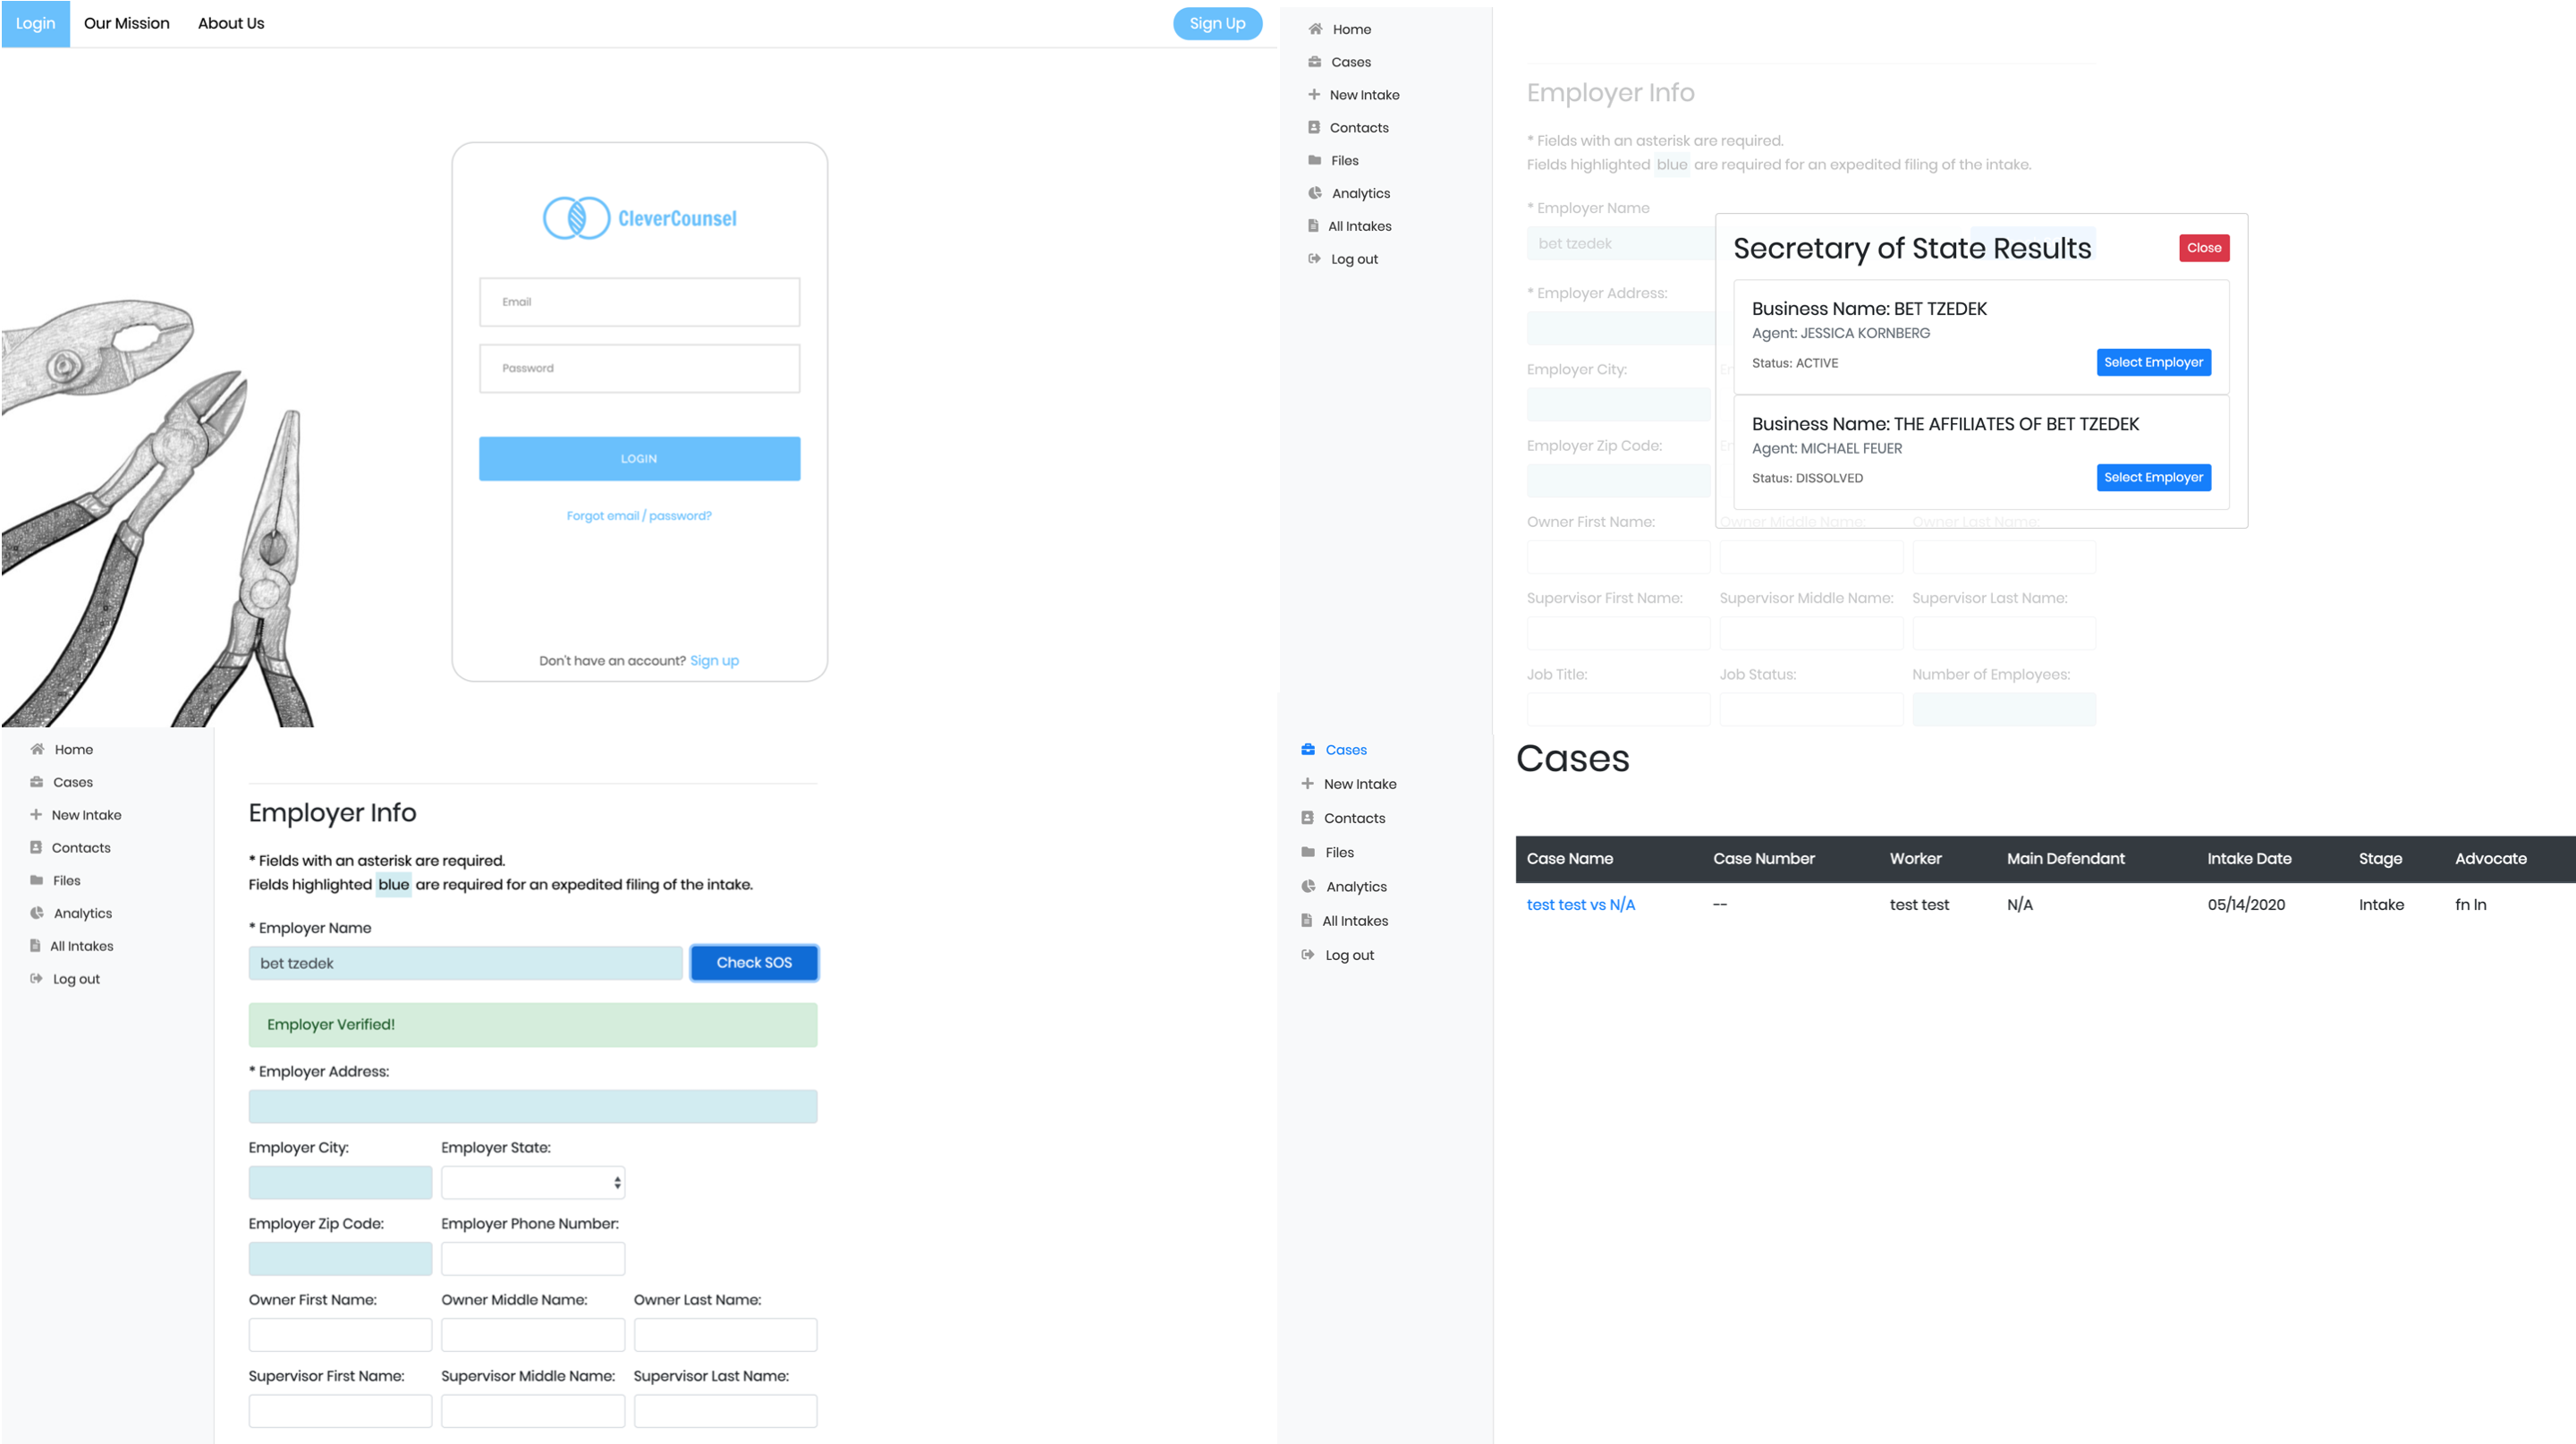 Login Our Mission About Us Sign Up
CleverCounsel
Email
Password
LOGIN
Forgot email / password?
Don't have an account? Sign up
Home
Cases
New Intake
Contacts
Files
Analytics
All Intakes
Log out
Employer Info
* Fields with an asterisk are required.
Fields highlighted blue are required for an expedited filing of the intake.
* Employer Name
bet tzedek
* Employer Address:
Employer City:
Employer Zip Code:
Secretary of State Results Close
Business Name: BET TZEDEK
Agent: JESSICA KORNBERG
Status: ACTIVE Select Employer
Business Name: THE AFFILIATES OF BET TZEDEK
Agent: MICHAEL FEUER
Status: DISSOLVED Select Employer
Owner First Name: Owner Middle Name: Owner Last Name:
Supervisor First Name: Supervisor Middle Name: Supervisor Last Name:
Job Title: Job Status: Number of Employees:
Home
Cases
New Intake
Contacts
Files
Analytics
All Intakes
Log out
Employer Info
* Fields with an asterisk are required.
Fields highlighted blue are required for an expedited filing of the intake.
* Employer Name
bet tzedek Check SOS
Employer Verified!
* Employer Address:
Employer City: Employer State:
Employer Zip Code: Employer Phone Number:
Owner First Name: Owner Middle Name: Owner Last Name:
Supervisor First Name: Supervisor Middle Name: Supervisor Last Name:
Cases
New Intake
Contacts
Files
Analytics
All Intakes
Log out
Cases
Case Name Case Number Worker Main Defendant Intake Date Stage Advocate
test test vs N/A -- test test N/A 05/14/2020 Intake fn ln